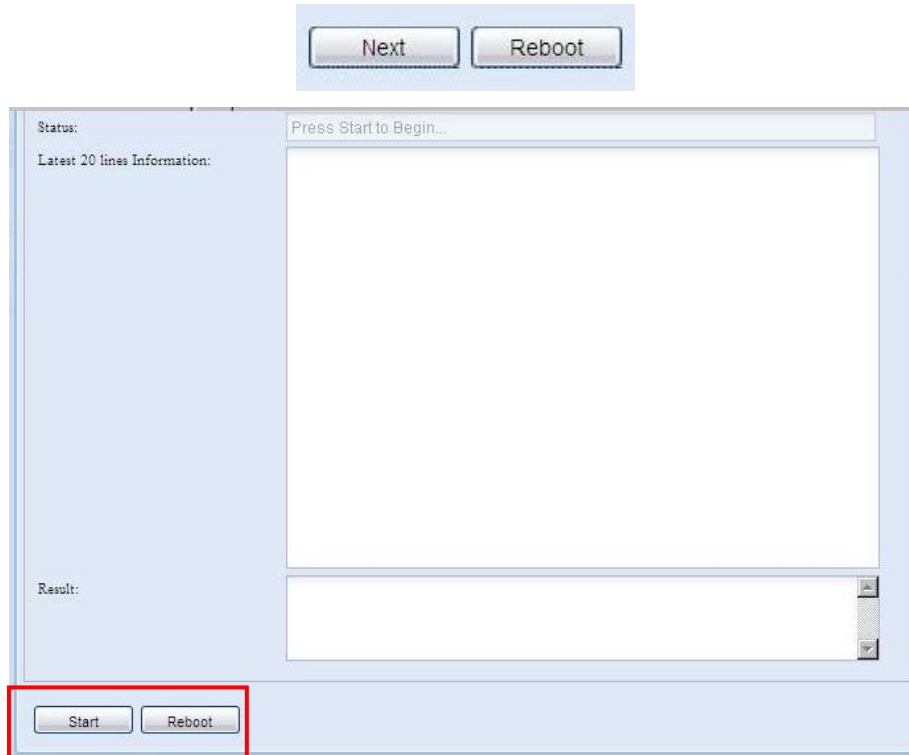 Next Reboot
Status: Press Start to Begin...
Latest 20 lines Information:
Result:
Start Reboot